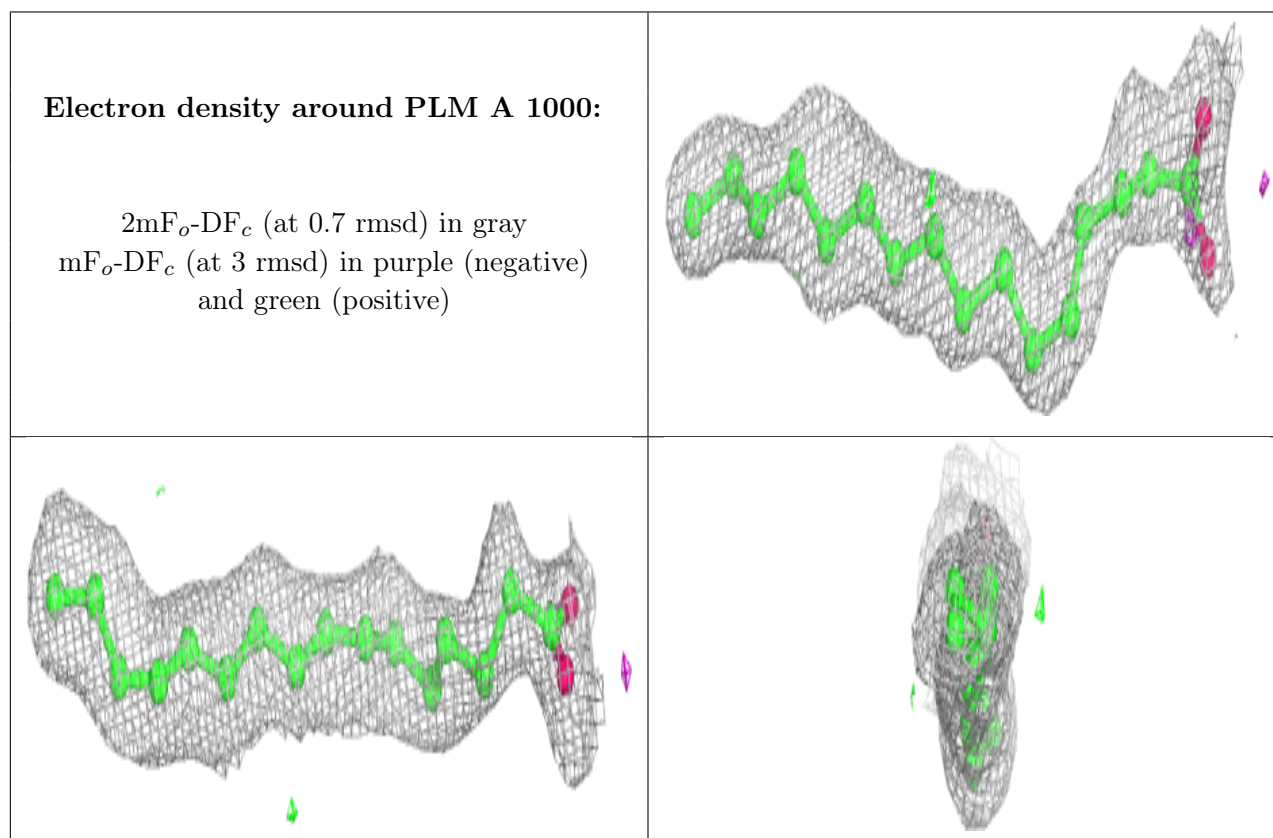 Electron density around PLM A 1000:
2mFo-DFc (at 0.7 rmsd) in gray
mFo-DFc (at 3 rmsd) in purple (negative)
and green (positive)